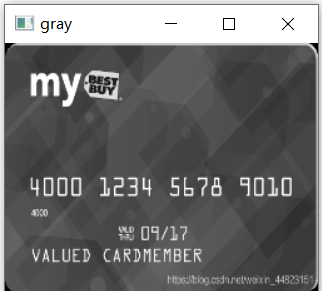 gray
my BEST BUY
4000 1234 5678 9010
4000
VALID THRU 09/17
VALUED CARDMEMBER
https://blog.csdn.net/weixin_44823151